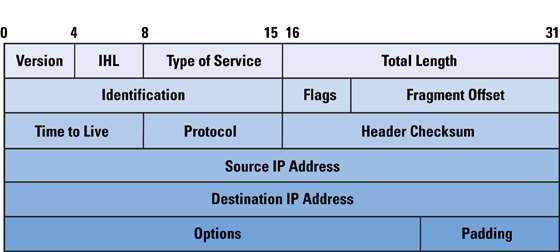 0 4 8 15 16 31
Version IHL Type of Service Total Length
Identification Flags Fragment Offset
Time to Live Protocol Header Checksum
Source IP Address
Destination IP Address
Options Padding